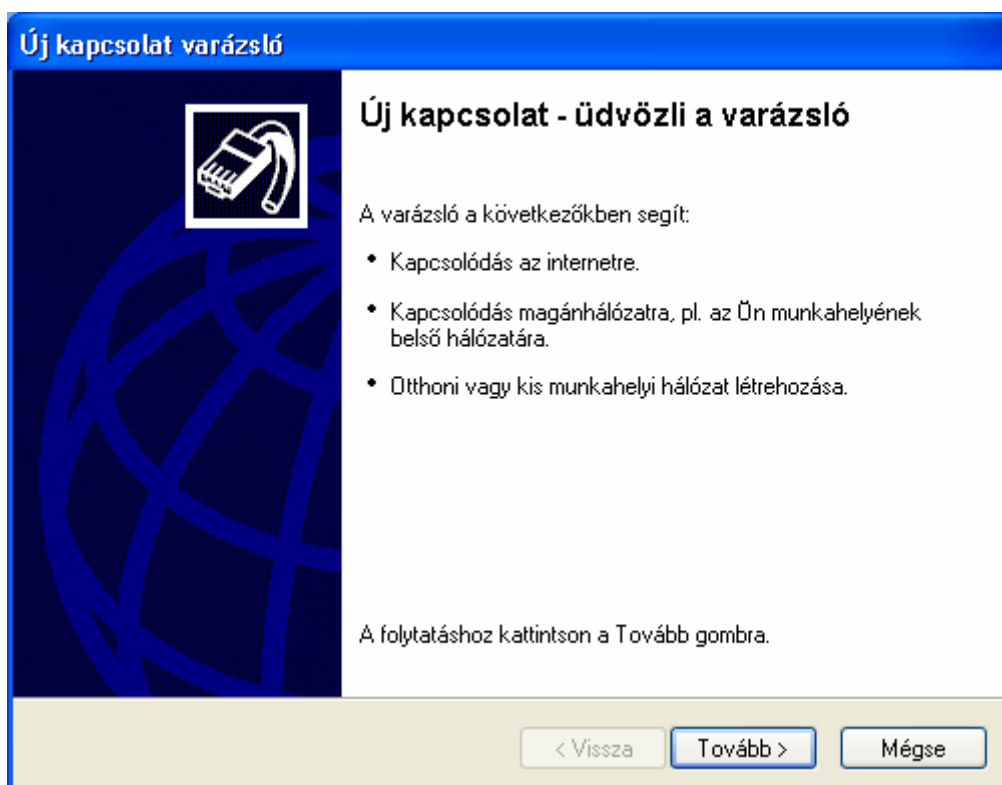 Új kapcsolat varázsló
Új kapcsolat - üdvözli a varázsló
A varázsló a következőkben segít:
• Kapcsolódás az internetre.
• Kapcsolódás magánhálózatra, pl. az Ön munkahelyének
belső hálózatára.
• Otthoni vagy kis munkahelyi hálózat létrehozása.
A folytatáshoz kattintson a Tovább gombra.
< Vissza Tovább > Mégse